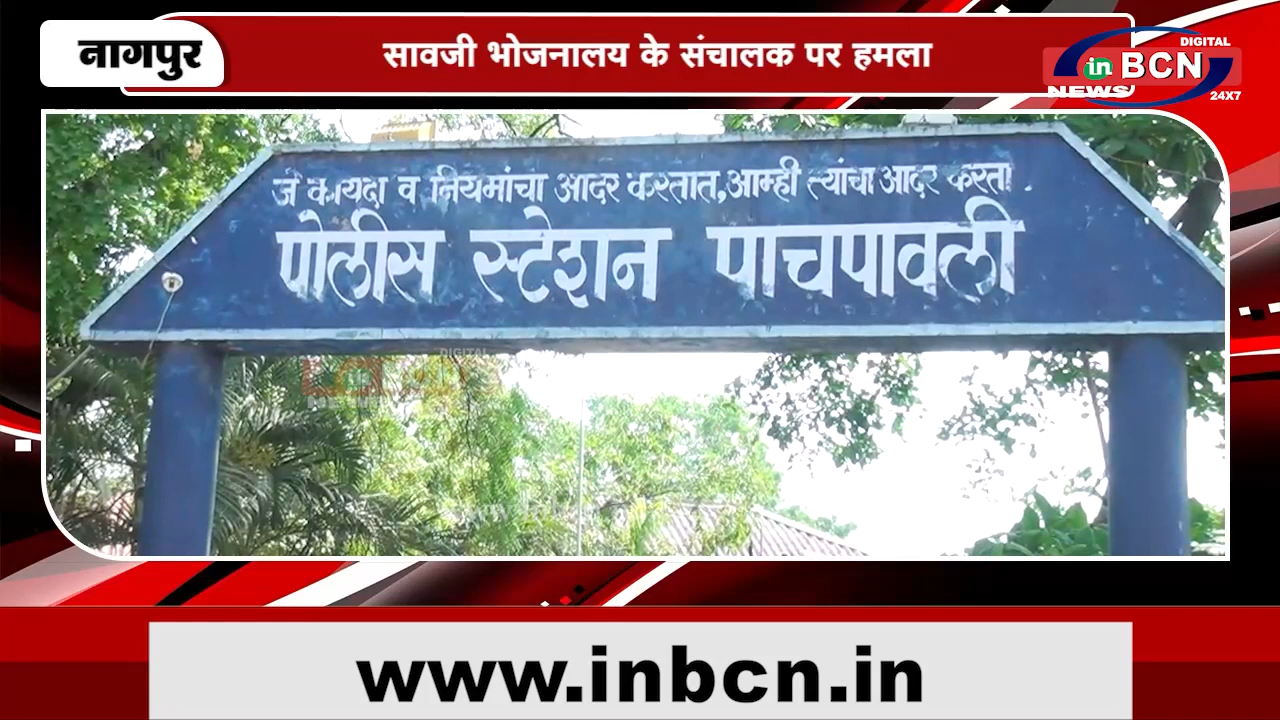 नागपुर
सावजी भोजनालय के संचालक पर हमला
DIGITAL
in BCN
NEWS
24X7
जे कायदा व नियमांचा आदर करतात,आम्ही त्यांचा आदर करता .
पोलीस स्टेशन पाचपावली
DIGITAL
www.inbcn.in